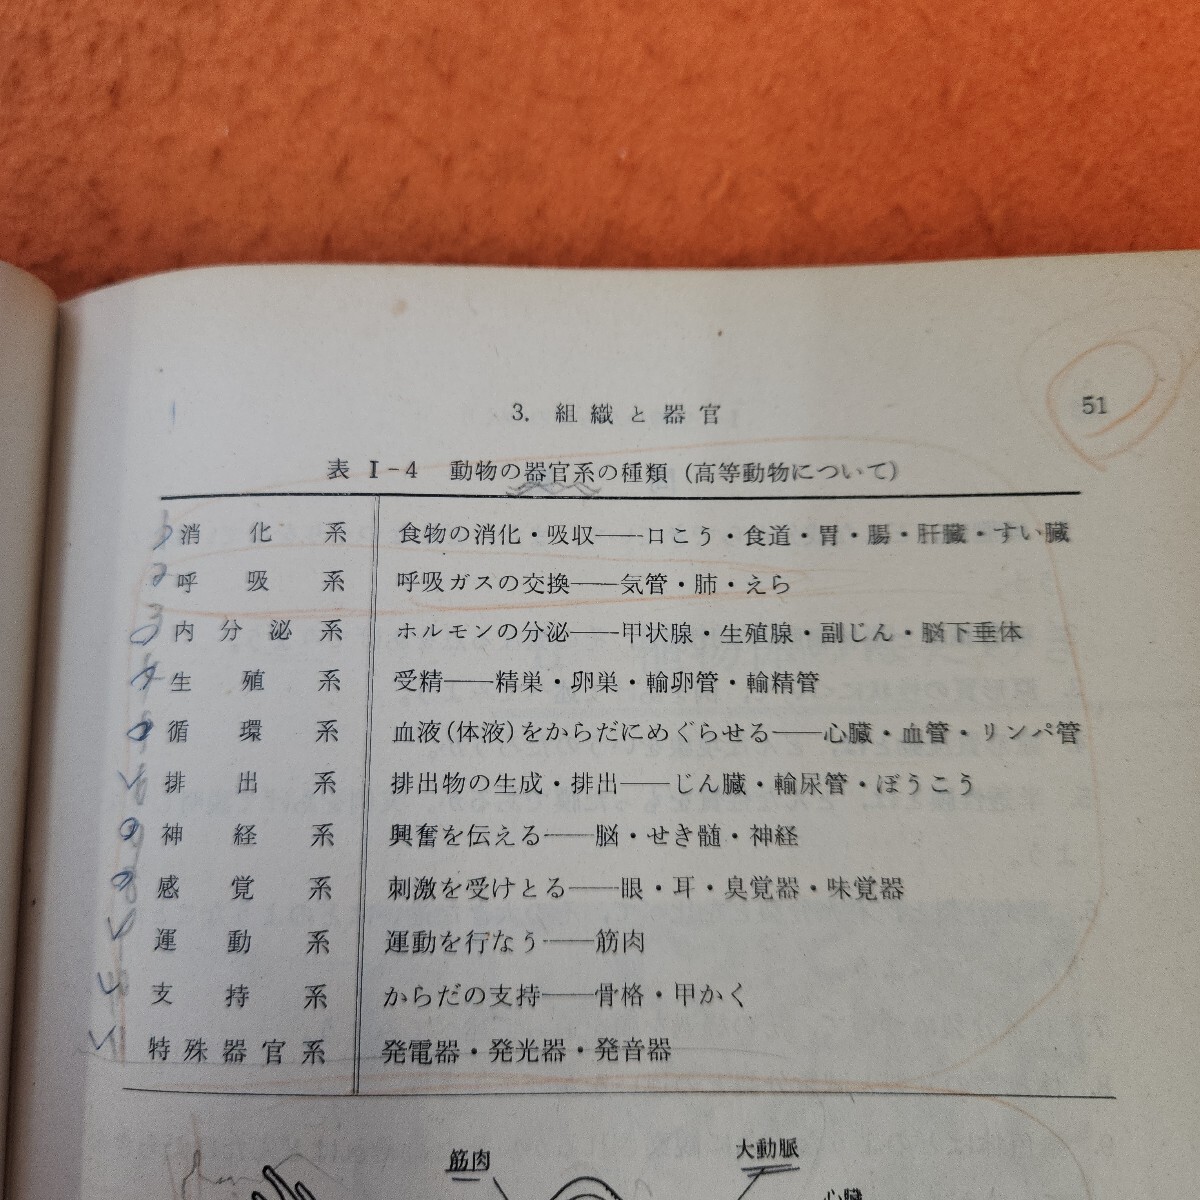 3. 組織と器官
51
表 I-4 動物の器官系の種類 (高等動物について)
消化系 食物の消化・吸収——口こう・食道・胃・腸・肝臓・すい臓
呼吸系 呼吸ガスの交換——気管・肺・えら
内分泌系 ホルモンの分泌——甲状腺・生殖腺・副じん・脳下垂体
生殖系 受精——精巣・卵巣・輸卵管・輸精管
循環系 血液(体液)をからだにめぐらせる——心臓・血管・リンパ管
排出系 排出物の生成・排出——じん臓・輸尿管・ぼうこう
神経系 興奮を伝える——脳・せき髄・神経
感覚系 刺激を受けとる——眼・耳・臭覚器・味覚器
運動系 運動を行なう——筋肉
支持系 からだの支持——骨格・甲かく
特殊器官系 発電器・発光器・発音器
筋肉
大動脈
心臓